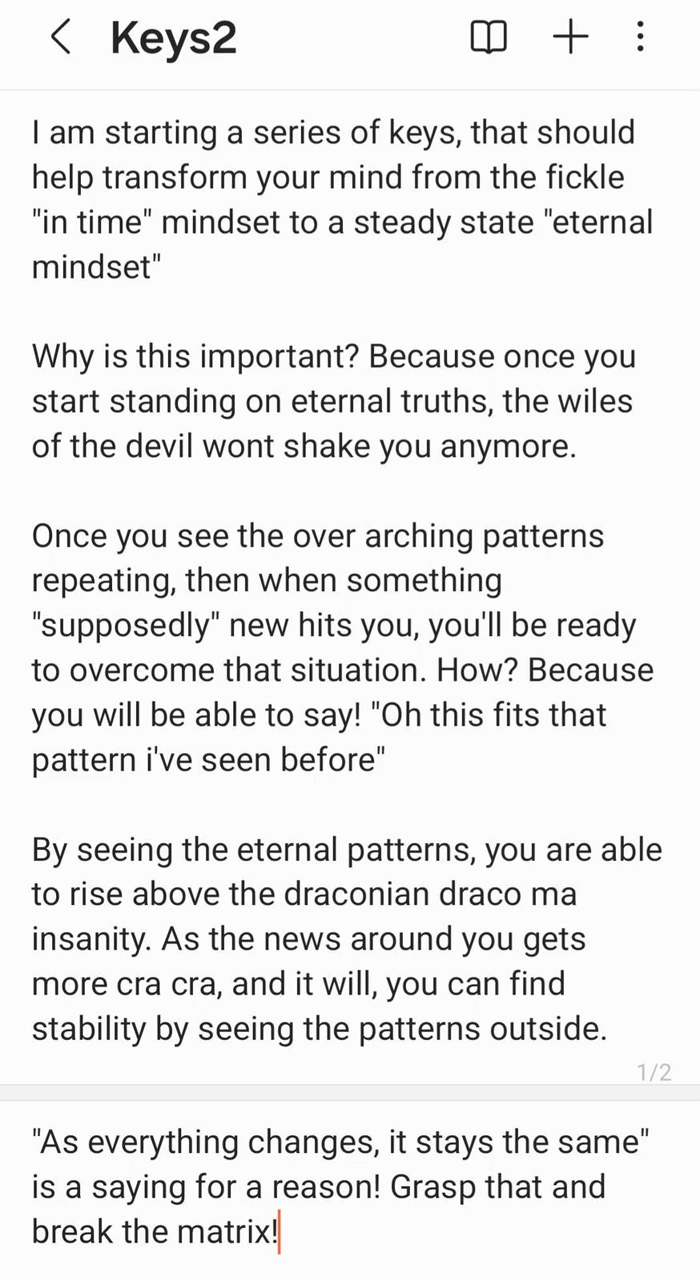 Keys2
I am starting a series of keys, that should
help transform your mind from the fickle
"in time" mindset to a steady state "eternal
mindset"
Why is this important? Because once you
start standing on eternal truths, the wiles
of the devil wont shake you anymore.
Once you see the over arching patterns
repeating, then when something
"supposedly" new hits you, you'll be ready
to overcome that situation. How? Because
you will be able to say! "Oh this fits that
pattern i've seen before"
By seeing the eternal patterns, you are able
to rise above the draconian draco ma
insanity. As the news around you gets
more cra cra, and it will, you can find
stability by seeing the patterns outside.
1/2
"As everything changes, it stays the same"
is a saying for a reason! Grasp that and
break the matrix!